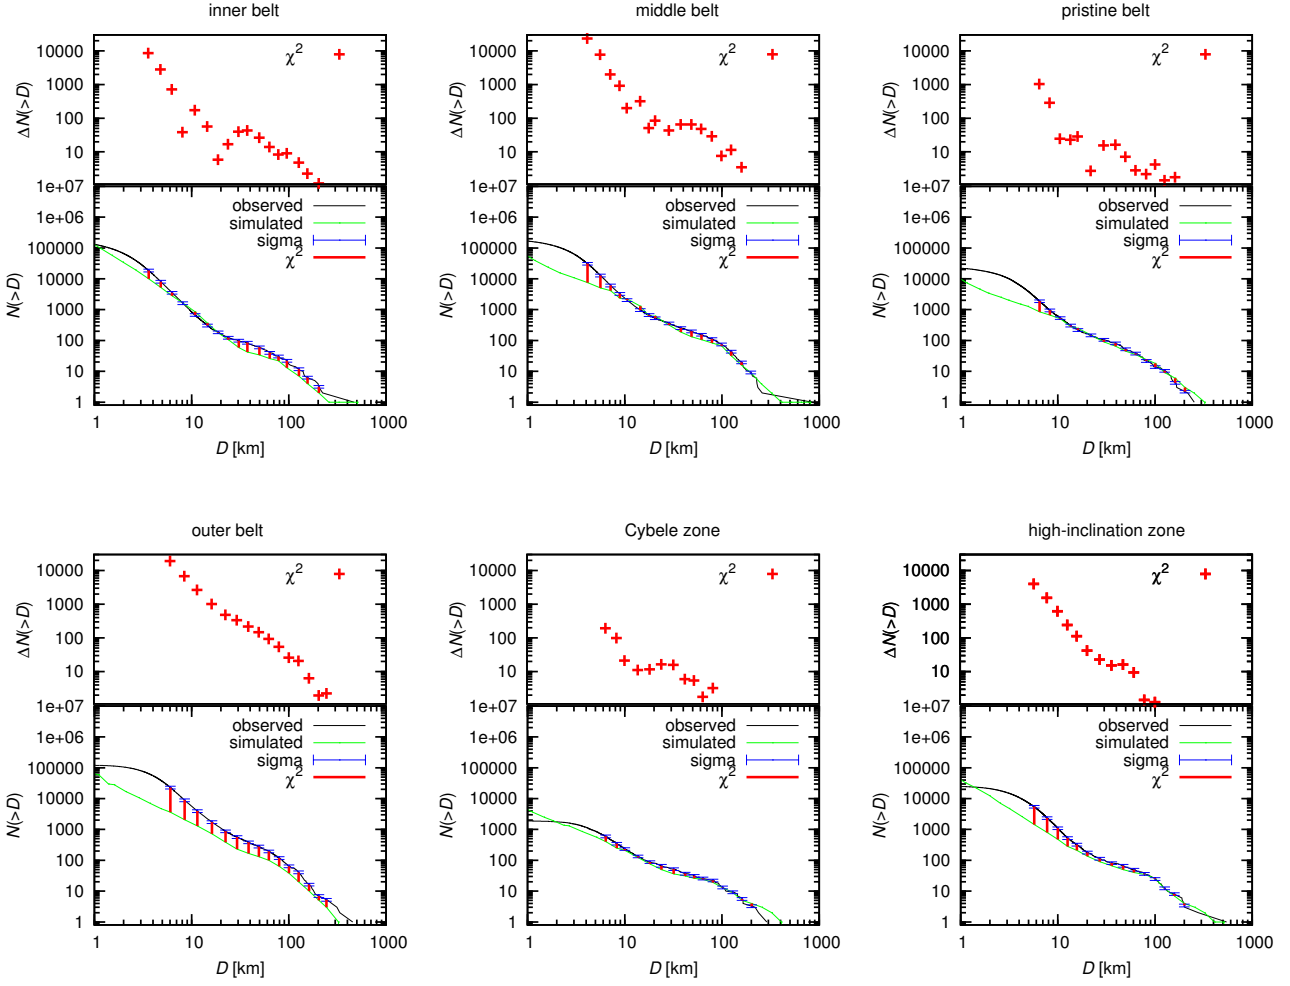 inner belt
10000
1000
100
10
ΔN(>D)
χ2
1e+07
1e+06
100000
10000
1000
100
10
1
N(>D)
observed
simulated
sigma
χ2
1 10 100 1000
D [km]
middle belt
10000
1000
100
10
ΔN(>D)
χ2
1e+07
1e+06
100000
10000
1000
100
10
1
N(>D)
observed
simulated
sigma
χ2
1 10 100 1000
D [km]
pristine belt
10000
1000
100
10
ΔN(>D)
χ2
1e+07
1e+06
100000
10000
1000
100
10
1
N(>D)
observed
simulated
sigma
χ2
1 10 100 1000
D [km]
outer belt
10000
1000
100
10
ΔN(>D)
χ2
1e+07
1e+06
100000
10000
1000
100
10
1
N(>D)
observed
simulated
sigma
χ2
1 10 100 1000
D [km]
Cybele zone
10000
1000
100
10
ΔN(>D)
χ2
1e+07
1e+06
100000
10000
1000
100
10
1
N(>D)
observed
simulated
sigma
χ2
1 10 100 1000
D [km]
high-inclination zone
10000
1000
100
10
ΔN(>D)
χ2
1e+07
1e+06
100000
10000
1000
100
10
1
N(>D)
observed
simulated
sigma
χ2
1 10 100 1000
D [km]